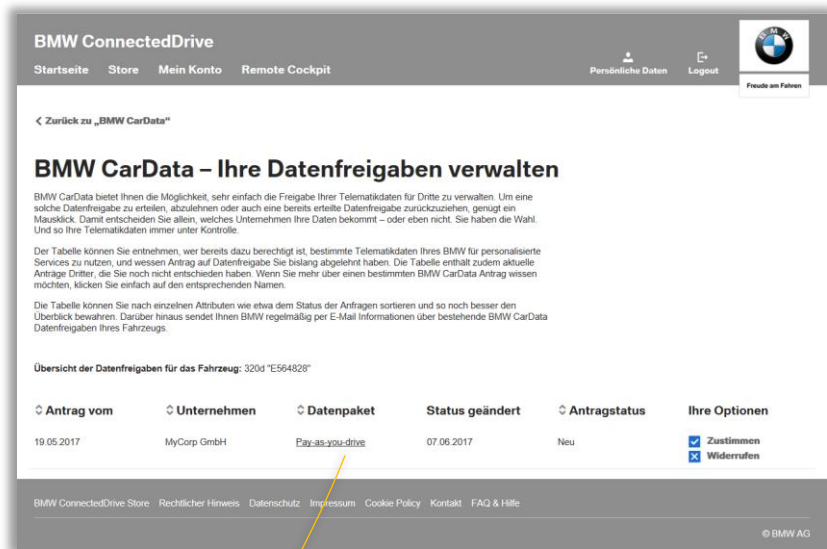 BMW ConnectedDrive
Startseite Store Mein Konto Remote Cockpit
Persönliche Daten Logout
BMW
Freude am Fahren
Zurück zu „BMW CarData“
BMW CarData – Ihre Datenfreigaben verwalten
BMW CarData bietet Ihnen die Möglichkeit, sehr einfach die Freigabe Ihrer Telematikdaten für Dritte zu verwalten. Um eine
solche Datenfreigabe zu erteilen, abzulehnen oder auch eine bereits erteilte Datenfreigabe zurückzuziehen, genügt ein
Mausklick. Damit entscheiden Sie allein, welches Unternehmen Ihre Daten bekommt – oder eben nicht. Sie haben die Wahl.
Und so Ihre Telematikdaten immer unter Kontrolle.
Der Tabelle können Sie entnehmen, wer bereits dazu berechtigt ist, bestimmte Telematikdaten Ihres BMW für personalisierte
Services zu nutzen, und wessen Antrag auf Datenfreigabe Sie bislang abgelehnt haben. Die Tabelle enthält zudem aktuelle
Anträge Dritter, die Sie noch nicht entschieden haben. Wenn Sie mehr über einen bestimmten BMW CarData Antrag wissen
möchten, klicken Sie einfach auf den entsprechenden Namen.
Die Tabelle können Sie nach einzelnen Attributen wie etwa dem Status der Anfragen sortieren und so noch besser den
Überblick bewahren. Darüber hinaus sendet Ihnen BMW regelmäßig per E-Mail Informationen über bestehende BMW CarData
Datenfreigaben Ihres Fahrzeugs.
Übersicht der Datenfreigaben für das Fahrzeug: 320d "E564828"
Antrag vom Unternehmen Datenpaket Status geändert Antragstatus Ihre Optionen
19.05.2017 MyCorp GmbH Pay-as-you-drive 07.06.2017 Neu Zustimmen
Widerrufen
BMW ConnectedDrive Store Rechtlicher Hinweis Datenschutz Impressum Cookie Policy Kontakt FAQ & Hilfe
© BMW AG